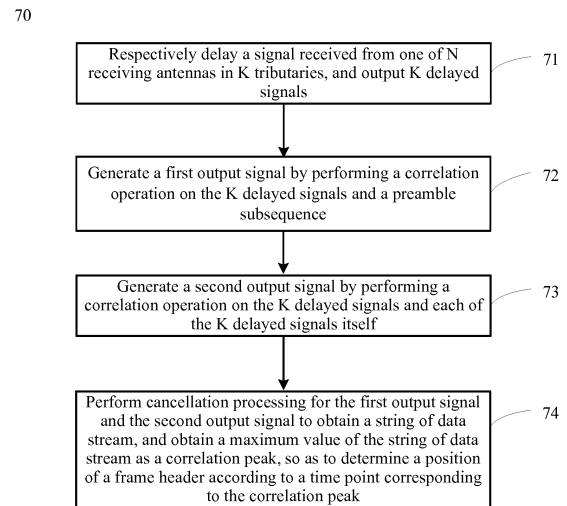 70
Respectively delay a signal received from one of N
receiving antennas in K tributaries, and output K delayed
signals
71
Generate a first output signal by performing a correlation
operation on the K delayed signals and a preamble
subsequence
72
Generate a second output signal by performing a
correlation operation on the K delayed signals and each of
the K delayed signals itself
73
Perform cancellation processing for the first output signal
and the second output signal to obtain a string of data
stream, and obtain a maximum value of the string of data
stream as a correlation peak, so as to determine a position
of a frame header according to a time point corresponding
to the correlation peak
74